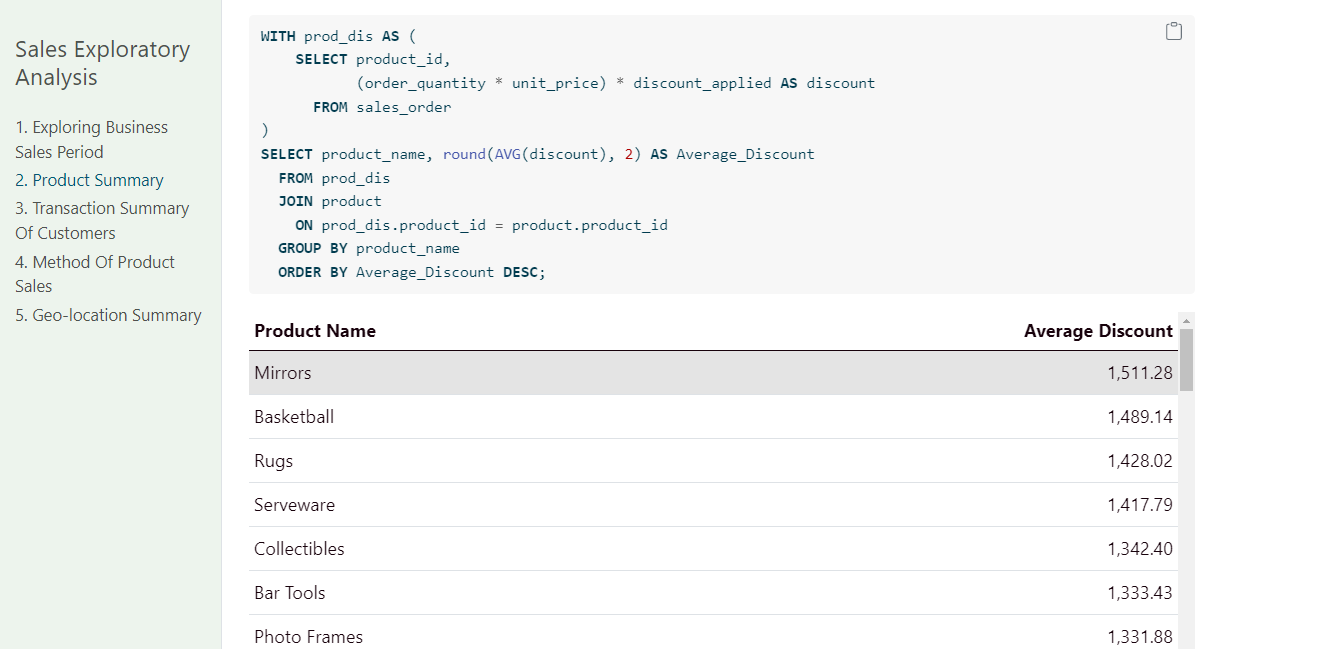 Sales Exploratory
Analysis
1. Exploring Business
Sales Period
2. Product Summary
3. Transaction Summary
Of Customers
4. Method Of Product
Sales
5. Geo-location Summary
WITH prod_dis AS (
    SELECT product_id,
           (order_quantity * unit_price) * discount_applied AS discount
      FROM sales_order
)
SELECT product_name, round(AVG(discount), 2) AS Average_Discount
  FROM prod_dis
  JOIN product
    ON prod_dis.product_id = product.product_id
  GROUP BY product_name
  ORDER BY Average_Discount DESC;
Product Name Average Discount
Mirrors 1,511.28
Basketball 1,489.14
Rugs 1,428.02
Serveware 1,417.79
Collectibles 1,342.40
Bar Tools 1,333.43
Photo Frames 1,331.88